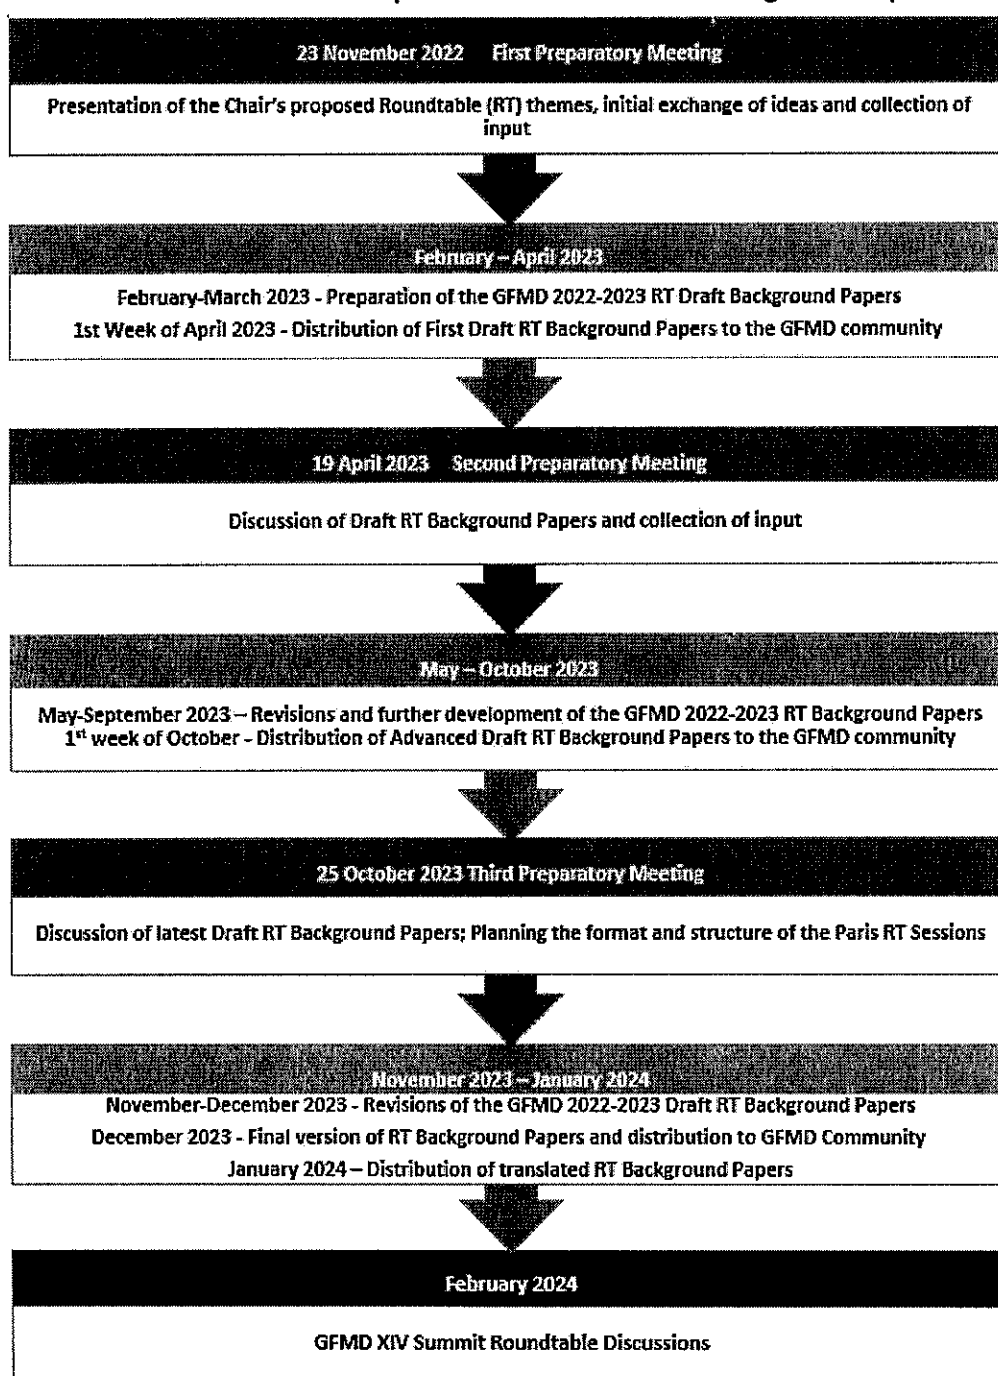 23 November 2022 First Preparatory Meeting
Presentation of the Chair's proposed Roundtable (RT) themes, initial exchange of ideas and collection of
input
February – April 2023
February-March 2023 - Preparation of the GFMD 2022-2023 RT Draft Background Papers
1st Week of April 2023 - Distribution of First Draft RT Background Papers to the GFMD community
19 April 2023 Second Preparatory Meeting
Discussion of Draft RT Background Papers and collection of input
May – October 2023
May-September 2023 – Revisions and further development of the GFMD 2022-2023 RT Background Papers
1st week of October - Distribution of Advanced Draft RT Background Papers to the GFMD community
25 October 2023 Third Preparatory Meeting
Discussion of latest Draft RT Background Papers; Planning the format and structure of the Paris RT Sessions
November 2023 – January 2024
November-December 2023 - Revisions of the GFMD 2022-2023 Draft RT Background Papers
December 2023 - Final version of RT Background Papers and distribution to GFMD Community
January 2024 – Distribution of translated RT Background Papers
February 2024
GFMD XIV Summit Roundtable Discussions